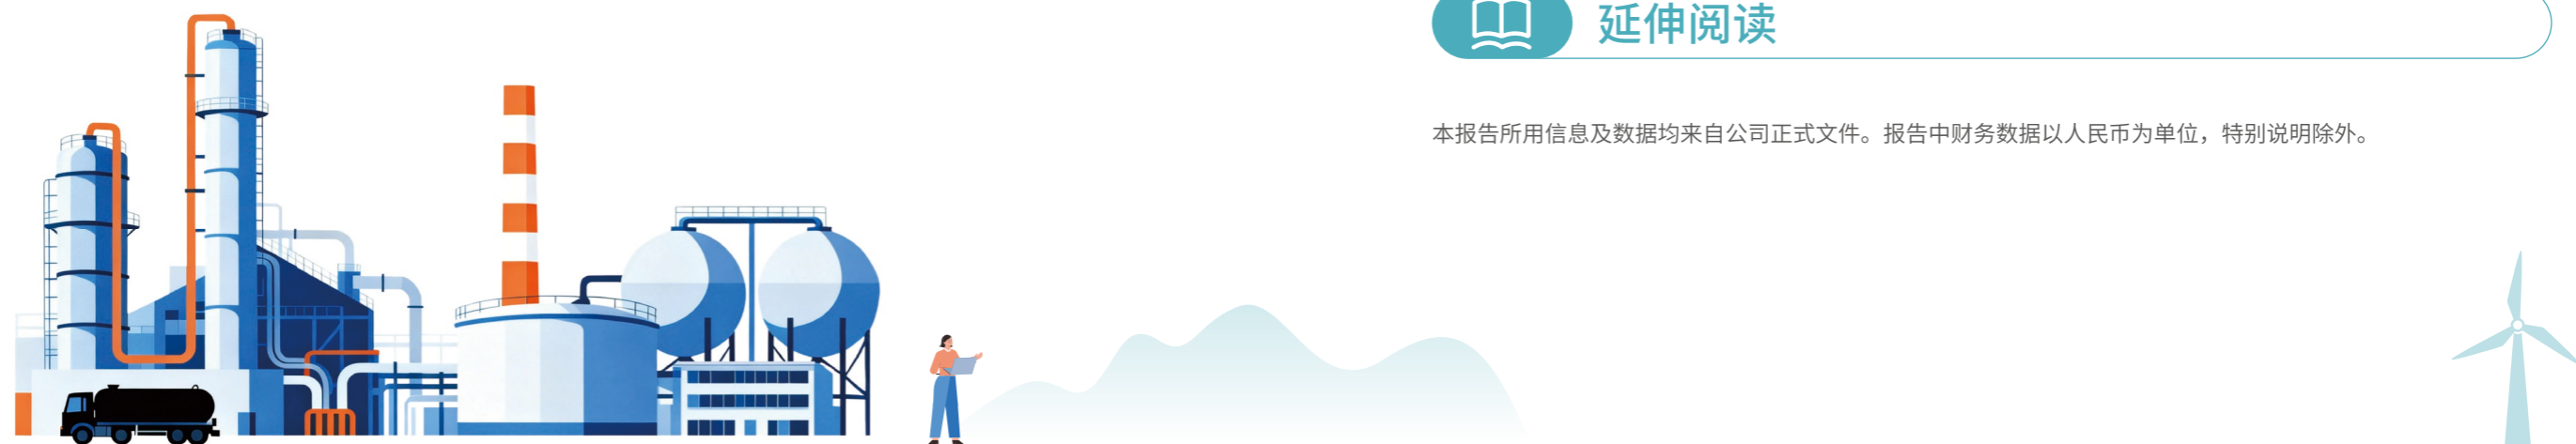 延伸阅读
本报告所用信息及数据均来自公司正式文件。报告中财务数据以人民币为单位，特别说明除外。